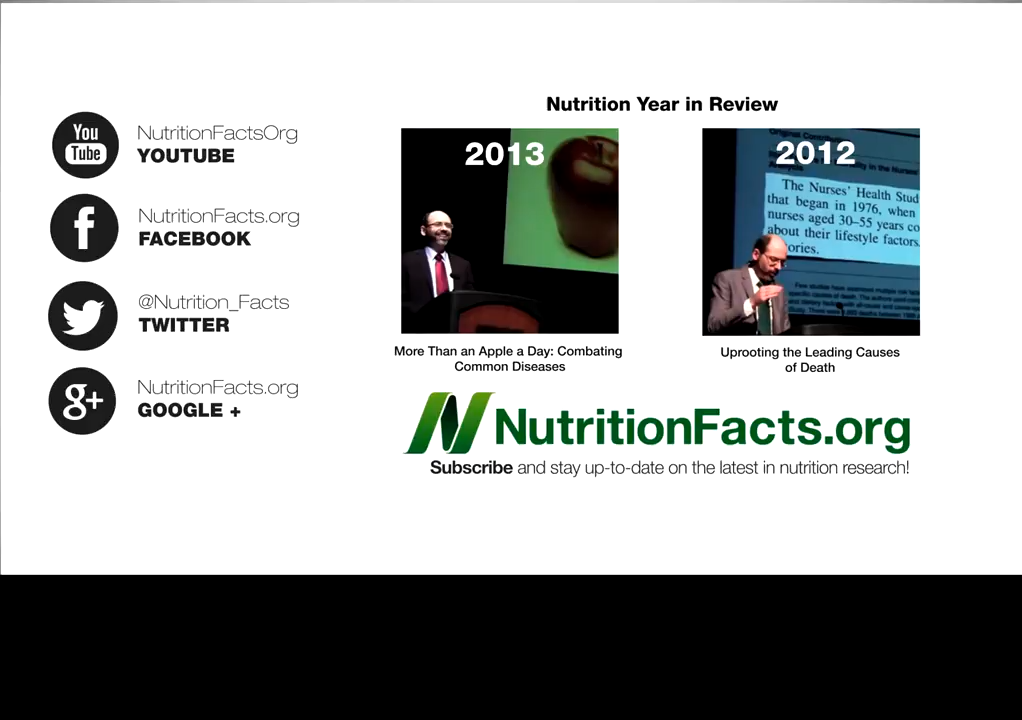 You
Tube
NutritionFactsOrg
YOUTUBE
f
NutritionFacts.org
FACEBOOK
@Nutrition_Facts
TWITTER
g+
NutritionFacts.org
GOOGLE +
Nutrition Year in Review
2013
More Than an Apple a Day: Combating
Common Diseases
2012
The Nurses' Health Stud
that began in 1976, when
nurses aged 30–55 years co
about their lifestyle factors.
ories.
Uprooting the Leading Causes
of Death
NutritionFacts.org
Subscribe and stay up-to-date on the latest in nutrition research!